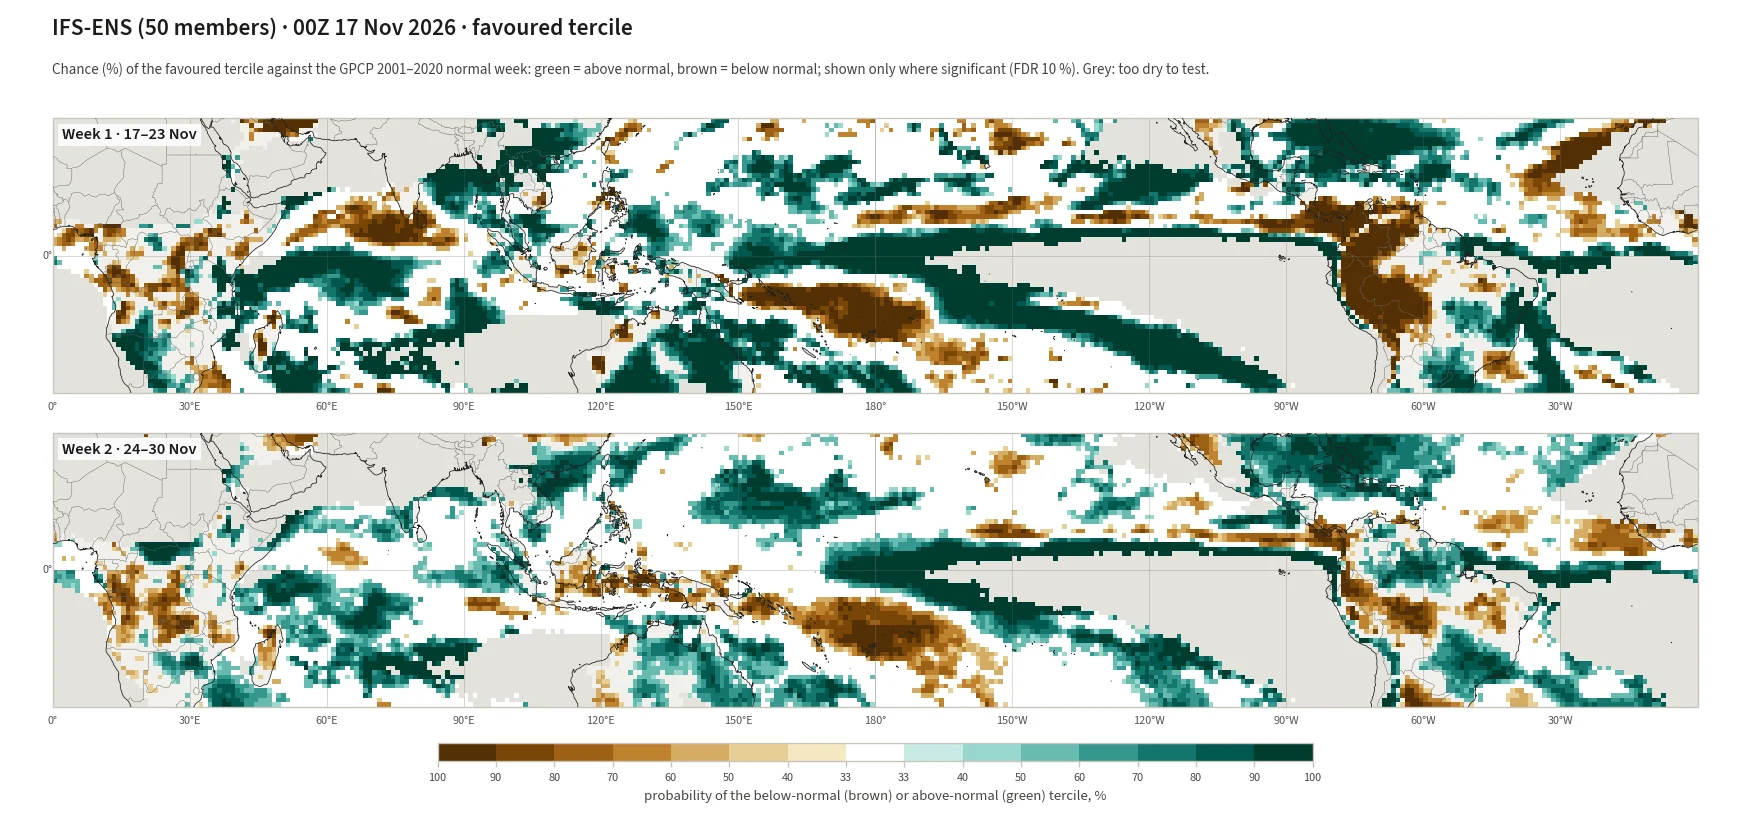 IFS-ENS (50 members) · 00Z 17 Nov 2026 · favoured tercile
Chance (%) of the favoured tercile against the GPCP 2001–2020 normal week: green = above normal, brown = below normal; shown only where significant (FDR 10 %). Grey: too dry to test.
Week 1 · 17–23 Nov
0°
0° 30°E 60°E 90°E 120°E 150°E 180° 150°W 120°W 90°W 60°W 30°W
Week 2 · 24–30 Nov
0°
0° 30°E 60°E 90°E 120°E 150°E 180° 150°W 120°W 90°W 60°W 30°W
100 90 80 70 60 50 40 33 33 40 50 60 70 80 90 100
probability of the below-normal (brown) or above-normal (green) tercile, %